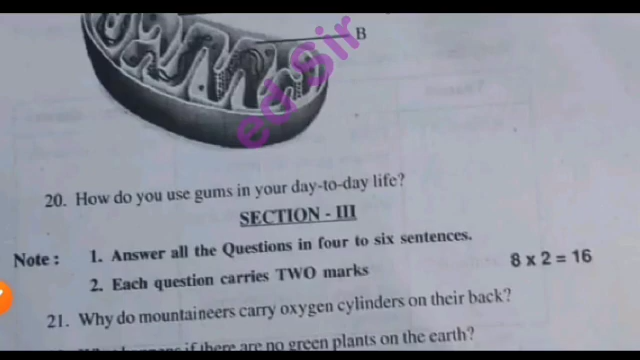 B
ed Sir
20. How do you use gums in your day-to-day life?
SECTION - III
Note : 1. Answer all the Questions in four to six sentences.
2. Each question carries TWO marks
8 x 2 = 16
21. Why do mountaineers carry oxygen cylinders on their back?
if there are no green plants on the earth?